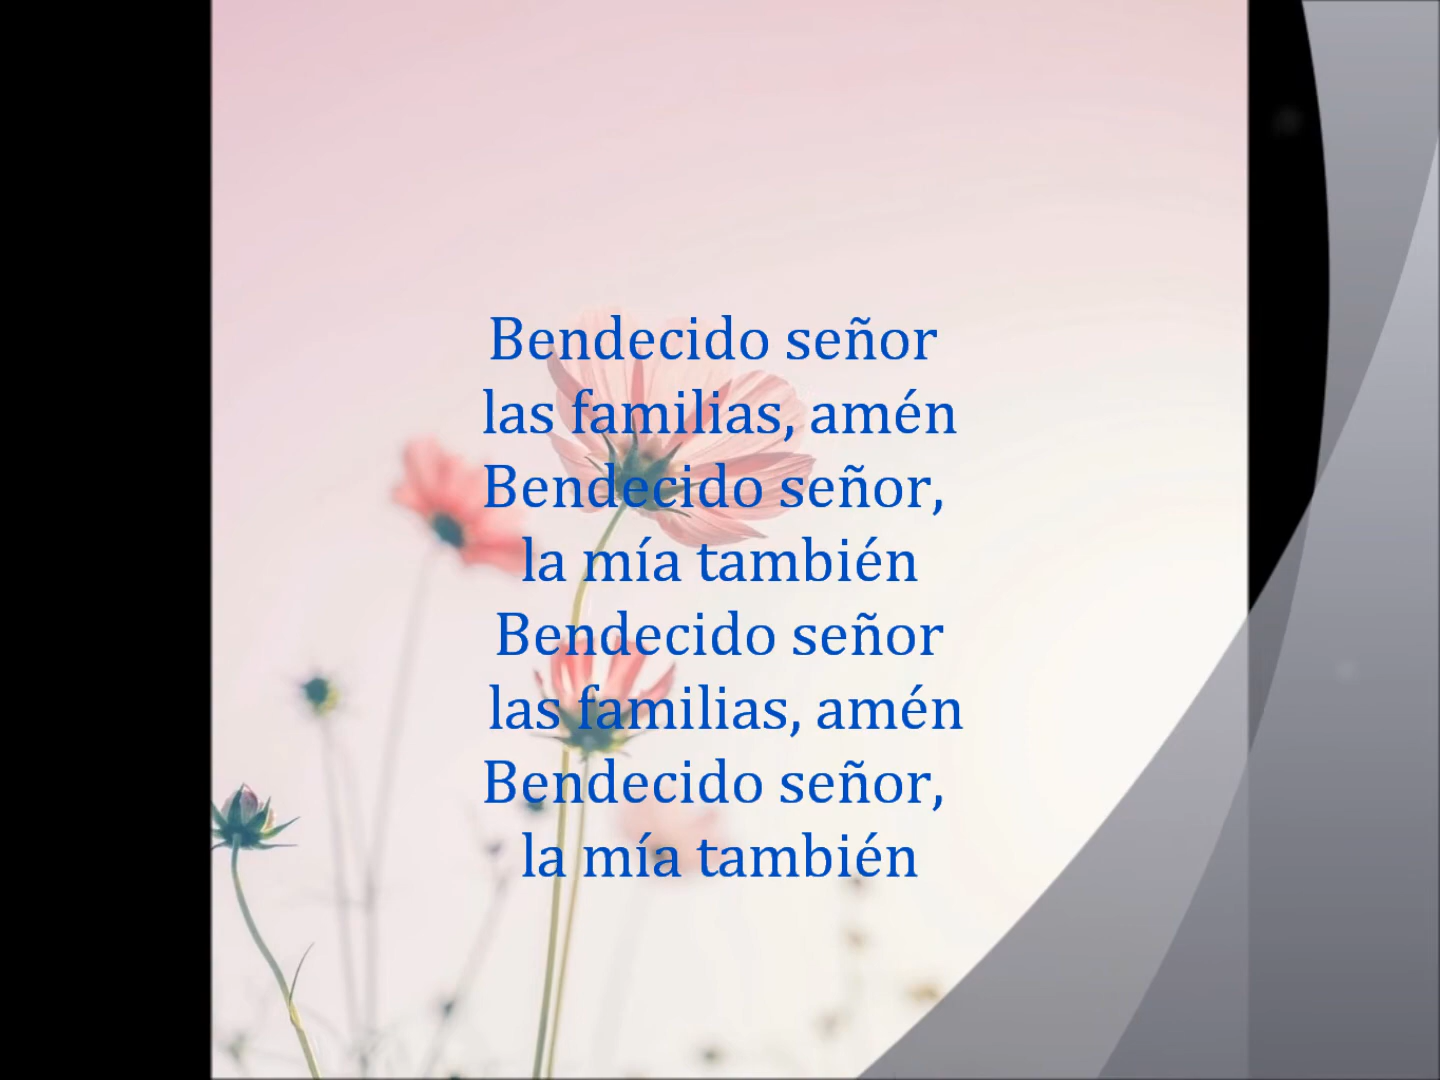 Bendecido señor
las familias, amén
Bendecido señor,
la mía también
Bendecido señor
las familias, amén
Bendecido señor,
la mía también